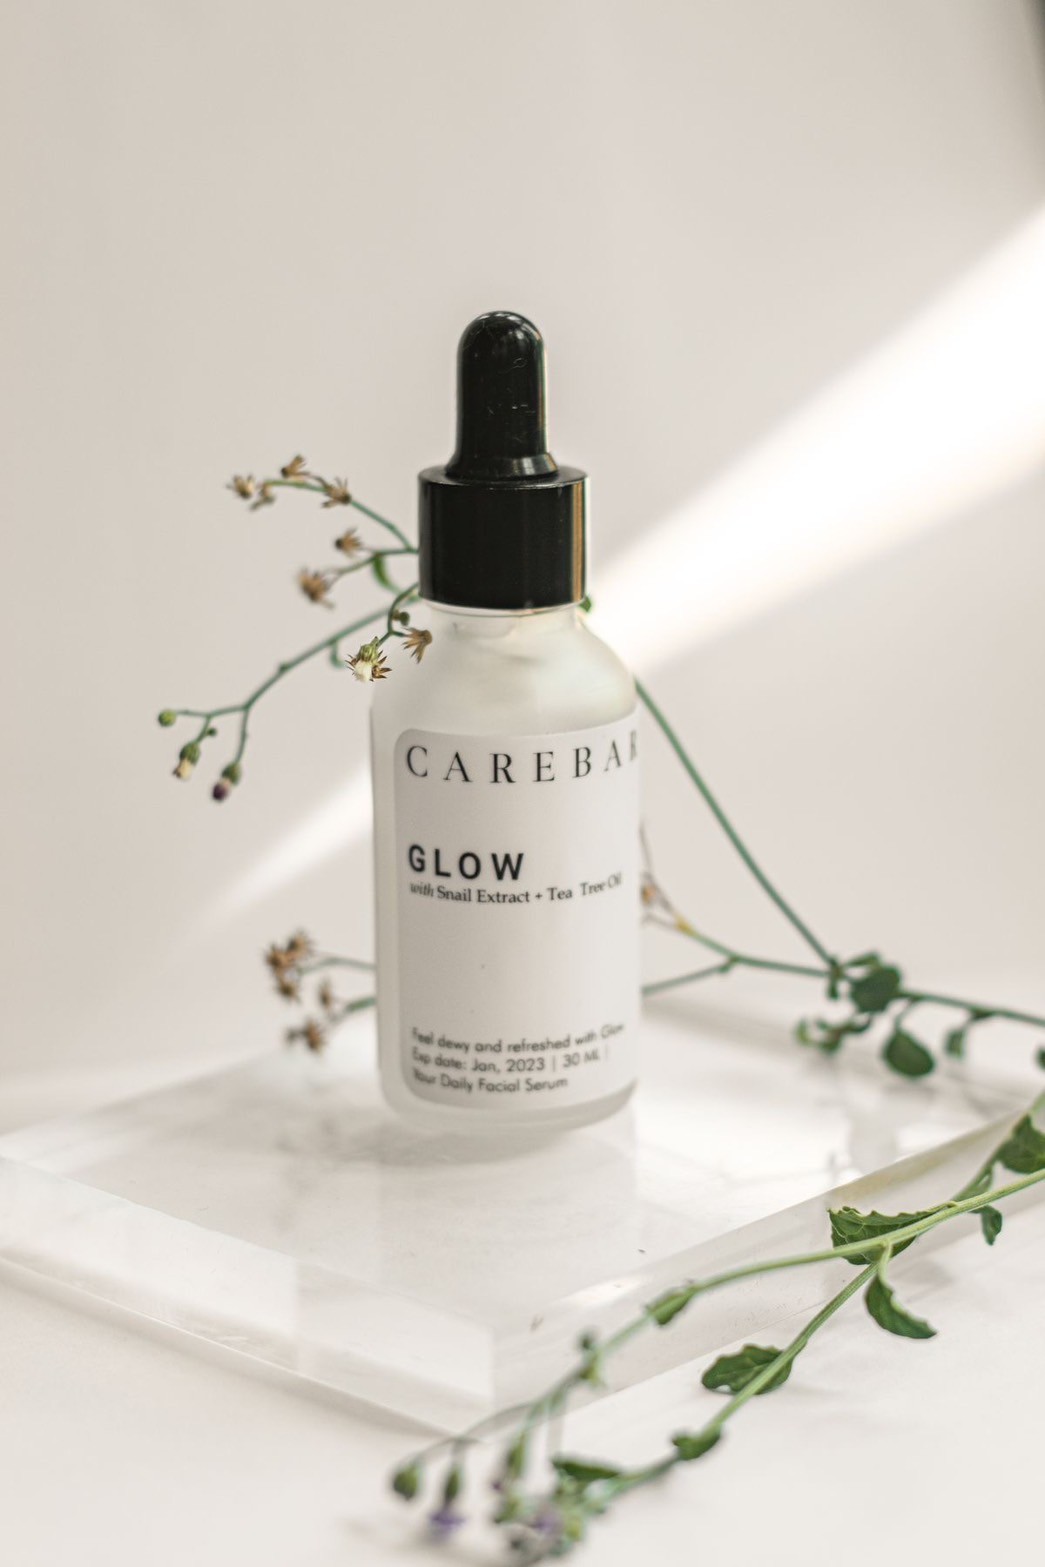 CAREBAR
GLOW
with Snail Extract + Tea Tree Oil
Feel dewy and refreshed with Glow
Exp date: Jan, 2023 | 30 ML |
Your Daily Facial Serum